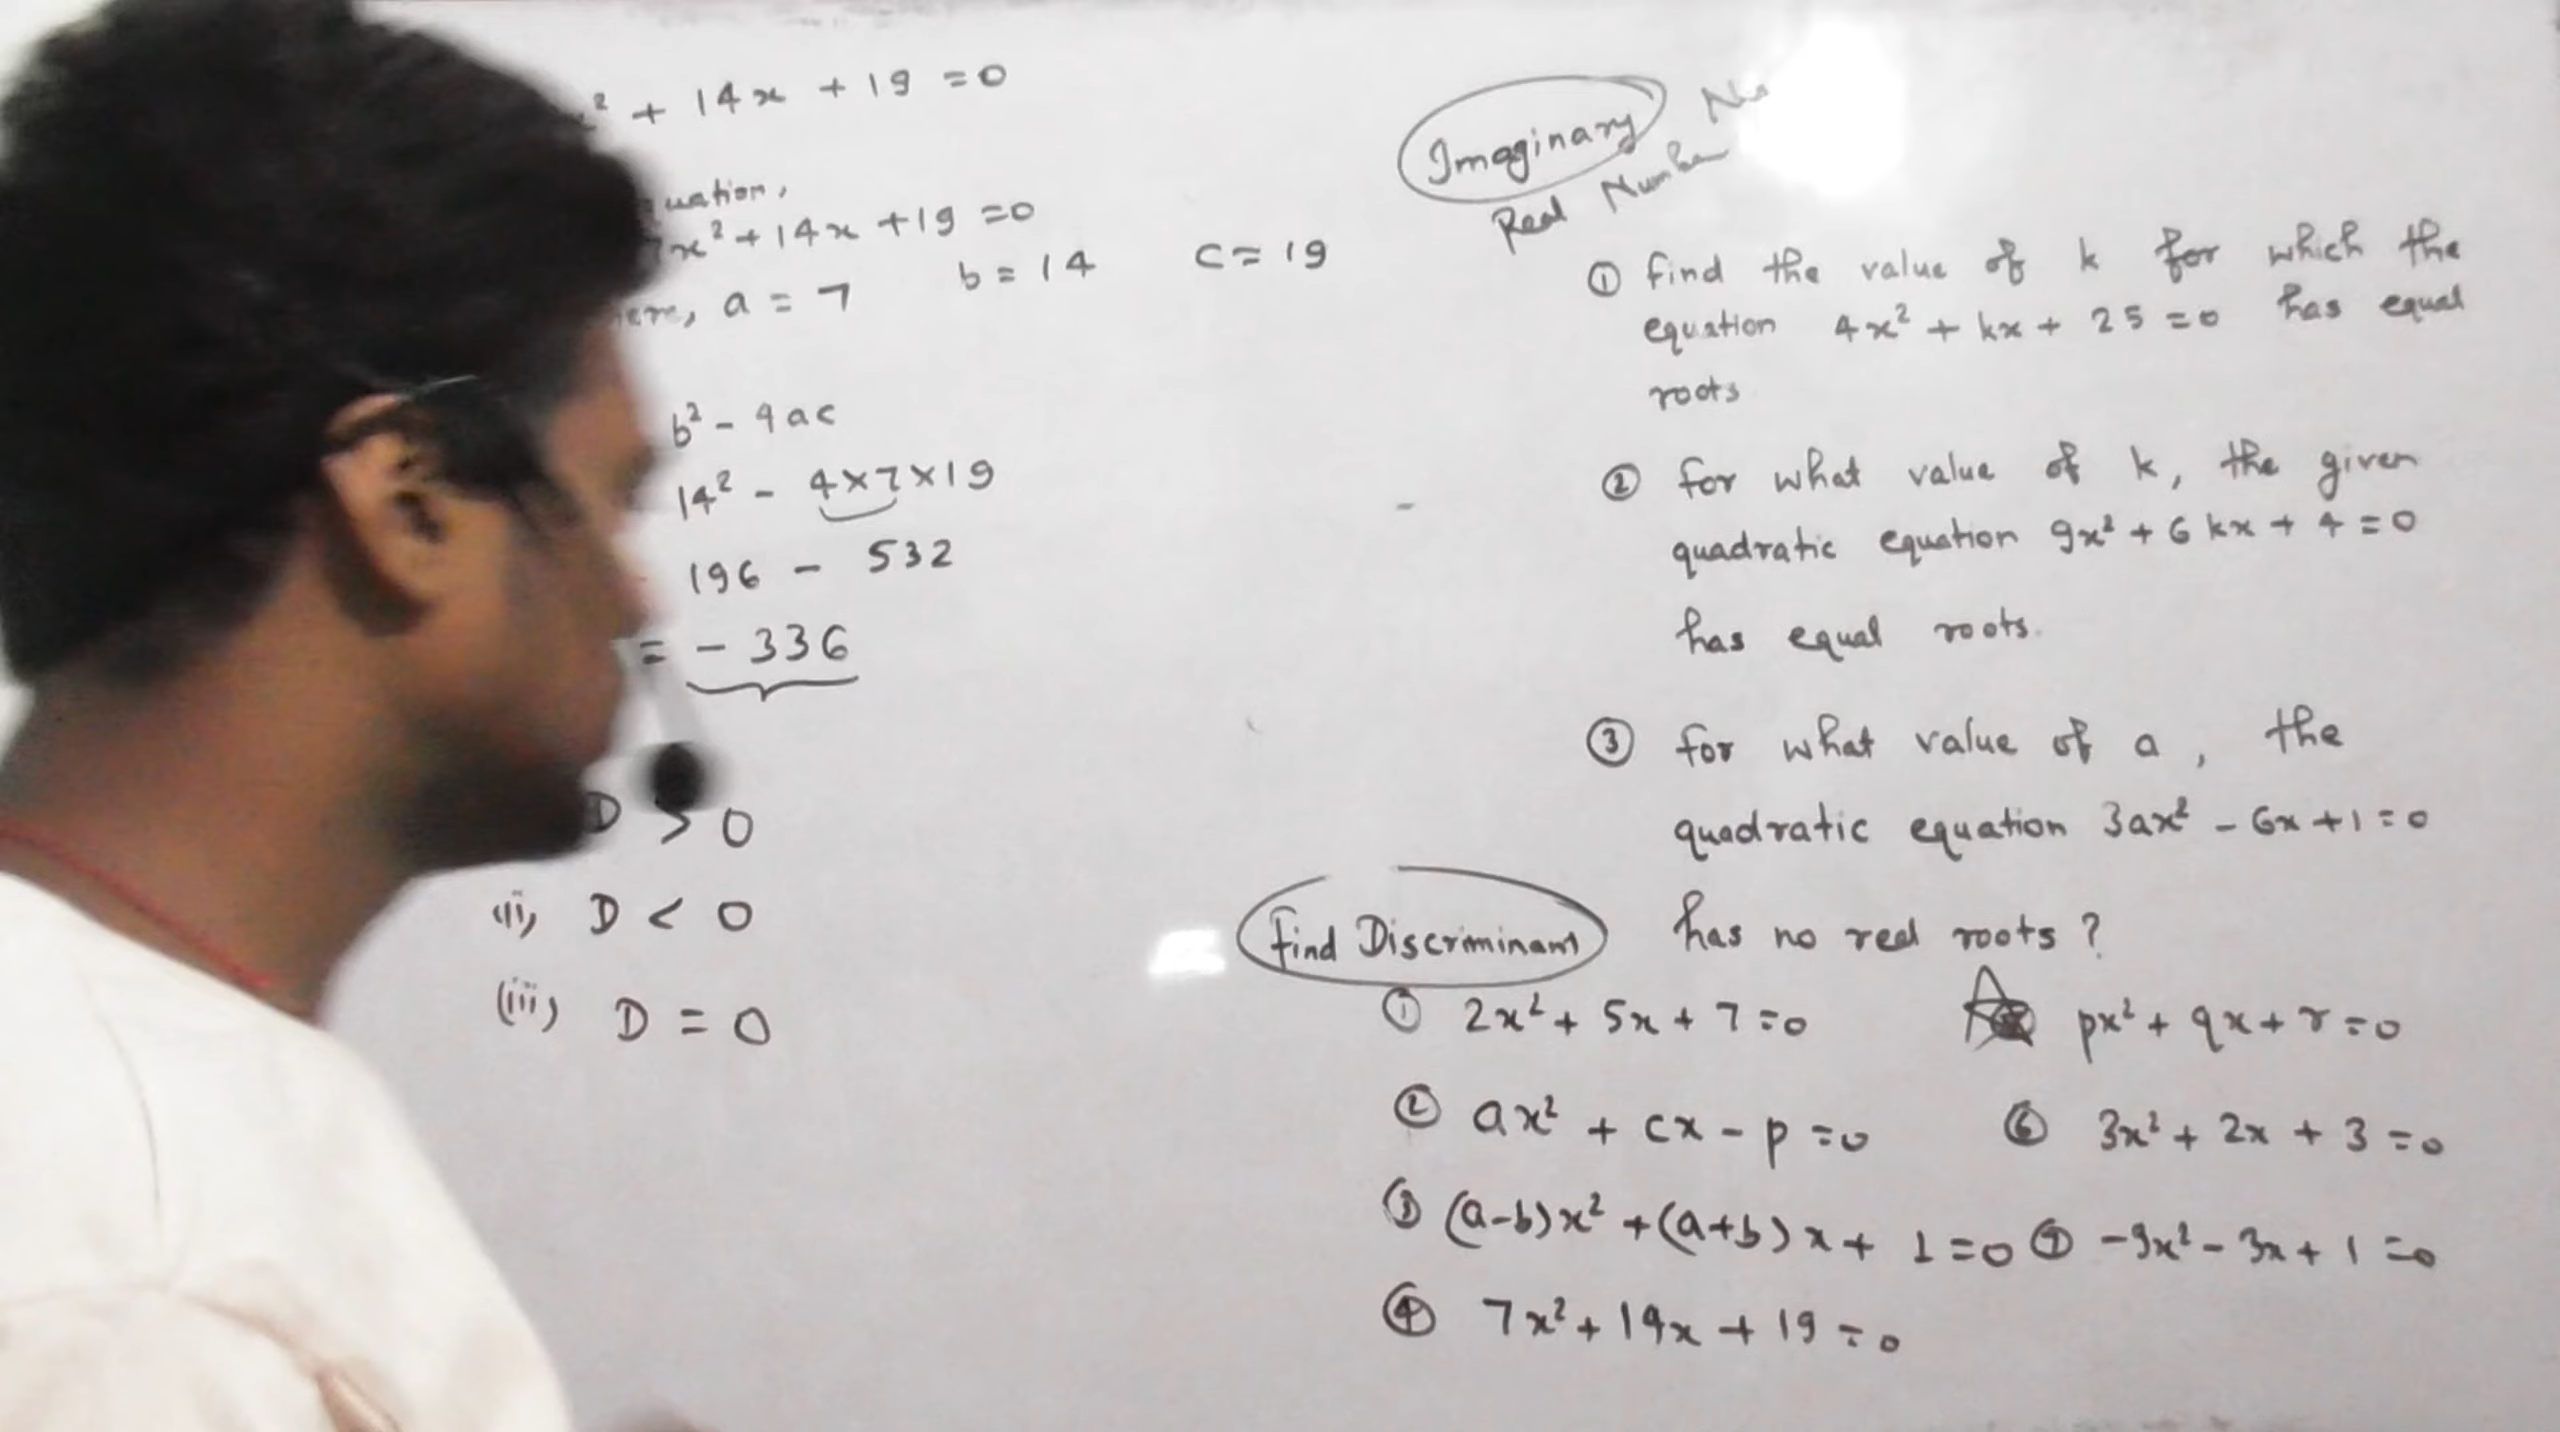 x² + 14x + 19 = 0
7x² + 14x + 19 = 0
a = 7 b = 14 c = 19
b² - 4ac
14² - 4×7×19
196 - 532
= - 336
D > 0
(ii) D < 0
(iii) D = 0
Imaginary
Real Number
① find the value of k for which the
equation 4x² + kx + 25 = 0 has equal
roots
② for what value of k, the given
quadratic equation 9x² + 6kx + 4 = 0
has equal roots.
③ for what value of a, the
quadratic equation 3ax² - 6x + 1 = 0
has no real roots?
find Discriminant
① 2x² + 5x + 7 = 0
② ax² + cx - p = 0
③ (a-b)x² + (a+b)x + 1 = 0
④ 7x² + 14x + 19 = 0
px² + qx + r = 0
⑥ 3x² + 2x + 3 = 0
⑦ -9x² - 3x + 1 = 0